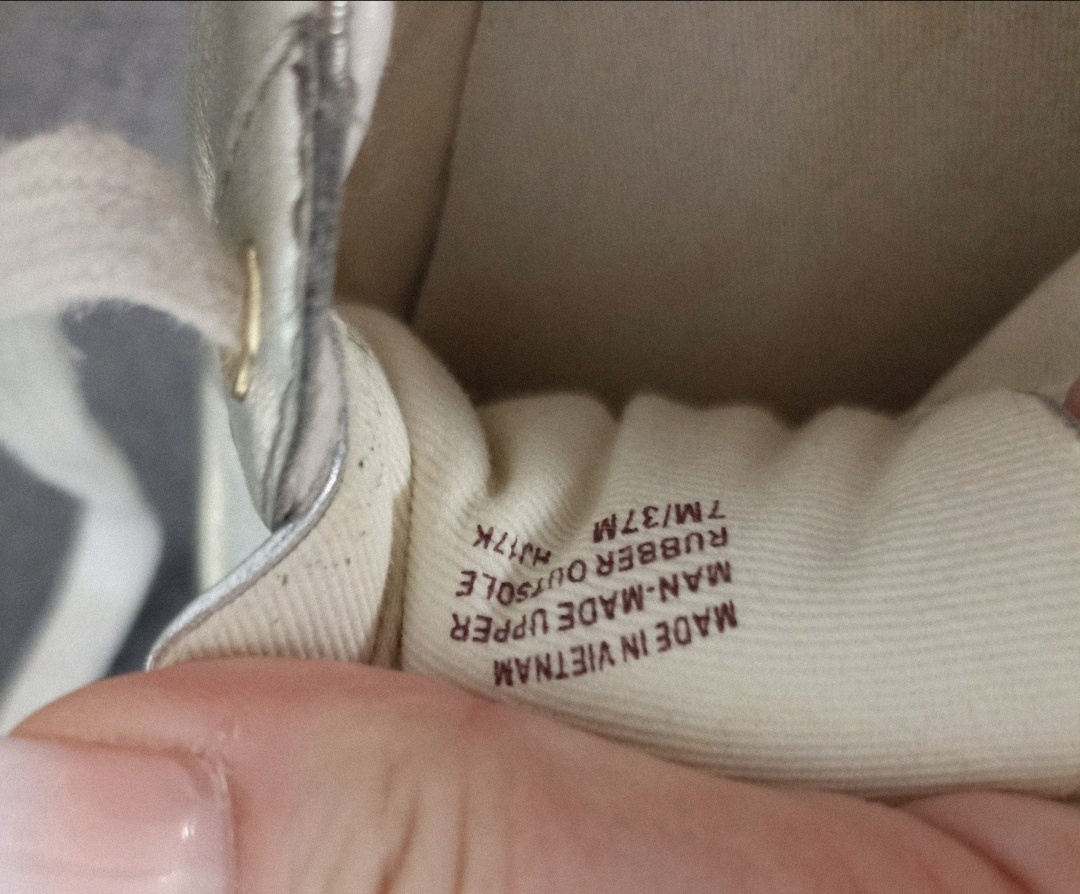 MADE IN VIETNAM
MAN-MADE UPPER
RUBBER OUTSOLE
7M/37M HJ17K